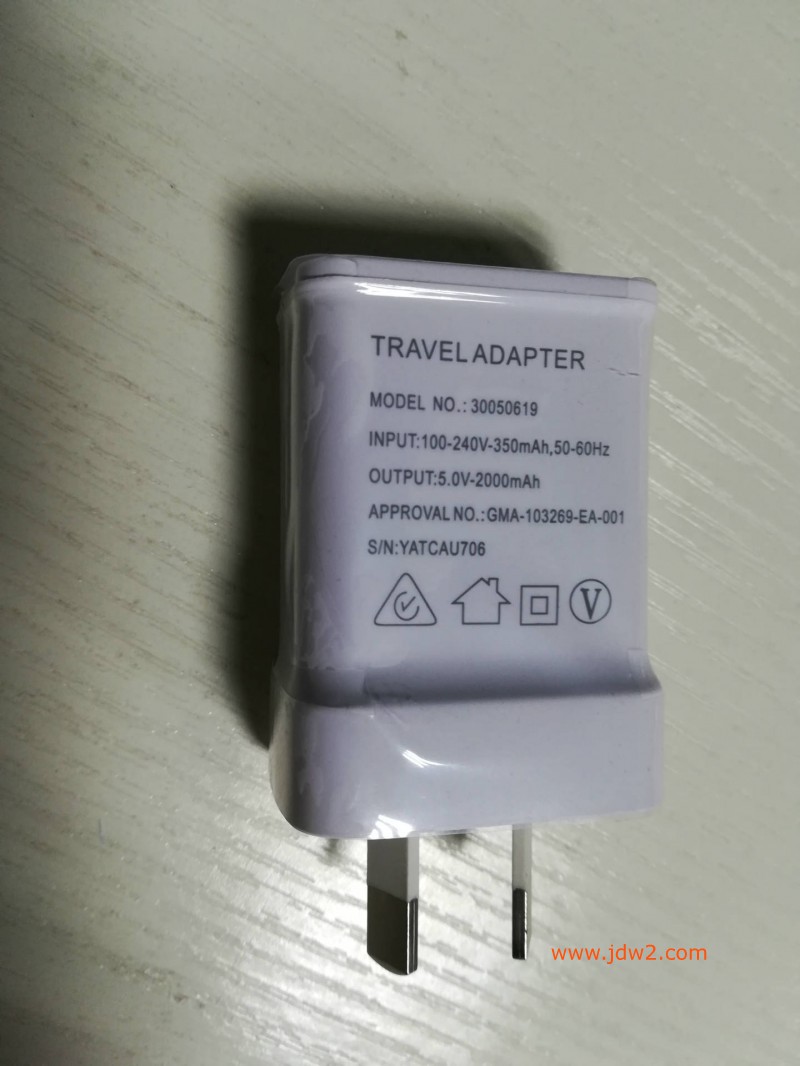 TRAVEL ADAPTER
MODEL NO.: 30050619
INPUT:100-240V-350mAh,50-60Hz
OUTPUT:5.0V-2000mAh
APPROVAL NO.:GMA-103269-EA-001
S/N:YATCAU706
V
www.jdw2.com